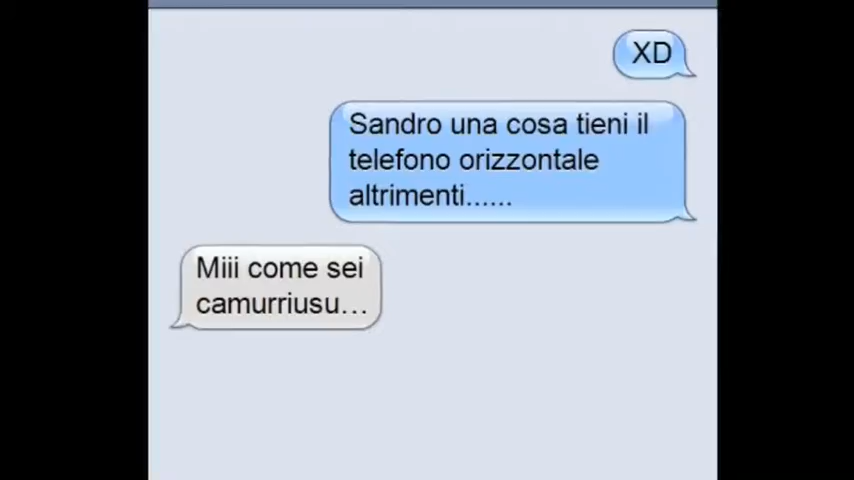 XD
Sandro una cosa tieni il
telefono orizzontale
altrimenti......
Miii come sei
camurriusu...